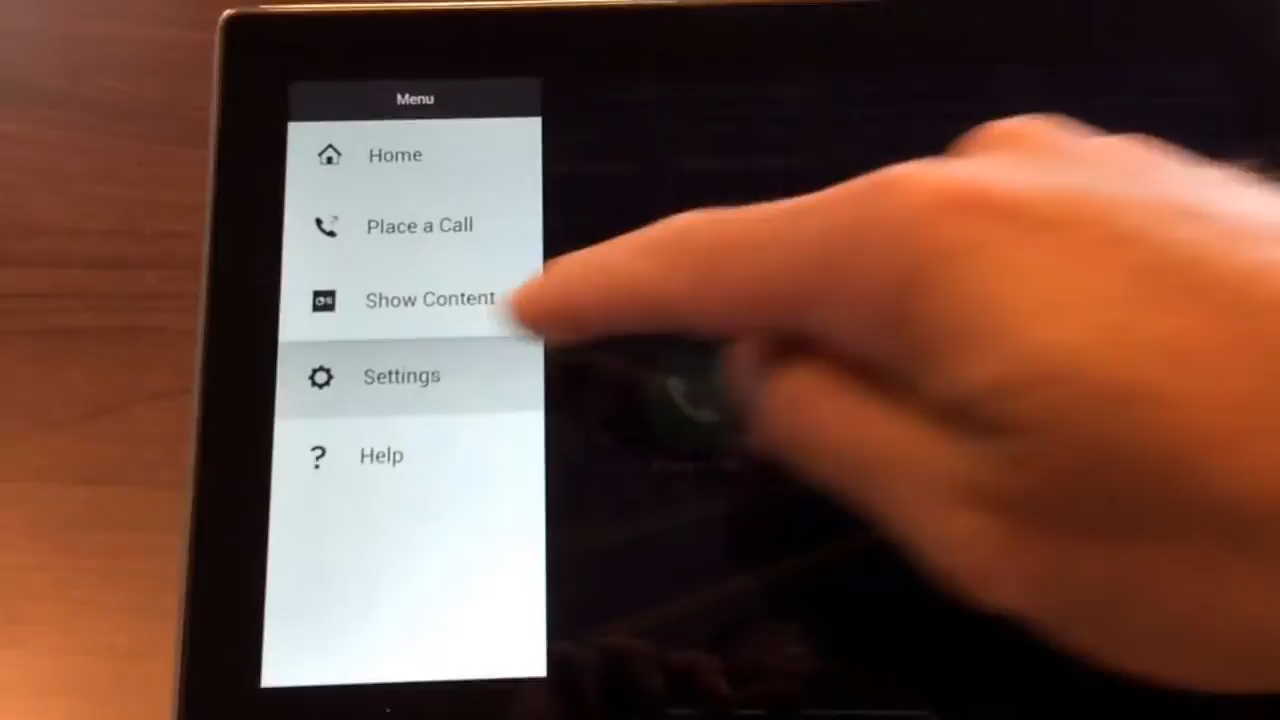 Menu
Home
Place a Call
Show Content
Settings
Help